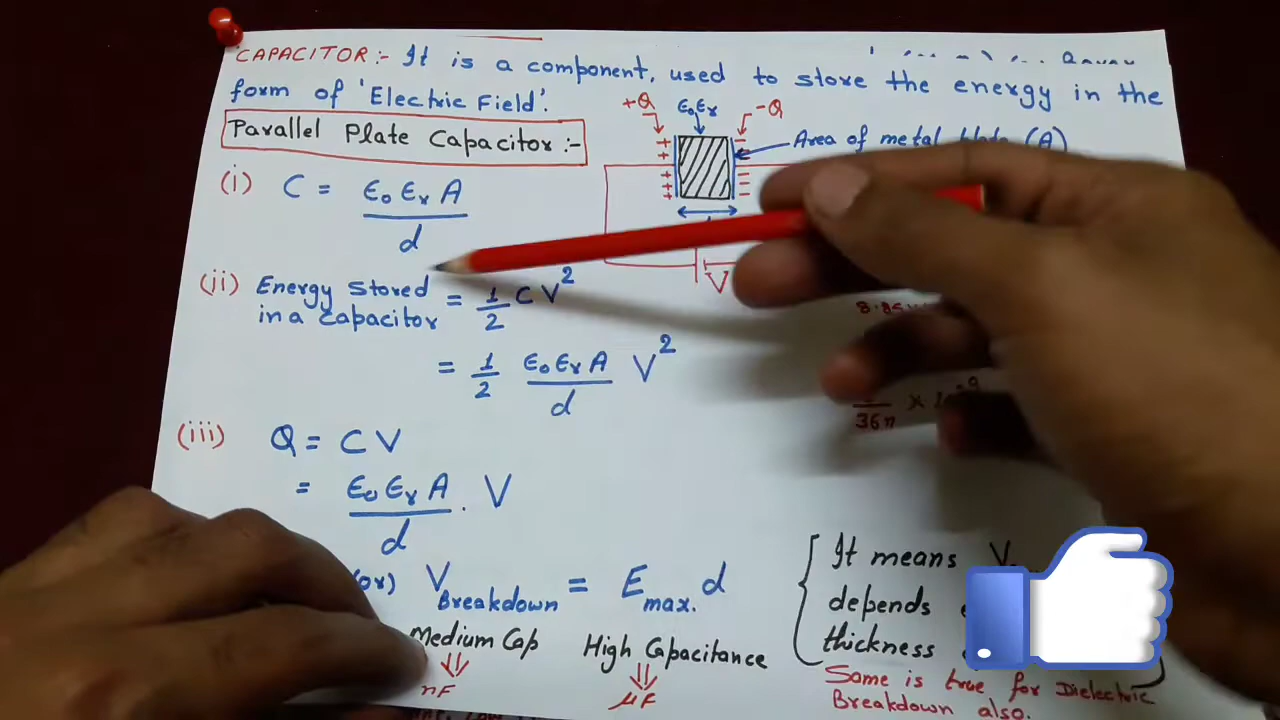 CAPACITOR :- It is a component, used to store the energy in the
form of 'Electric Field'.
+Q ε₀εᵣ -Q
Parallel Plate Capacitor :-
Area of metal (A)
(i) C = ε₀ εᵣ A / d
(ii) Energy Stored in a Capacitor = 1/2 C V²
V
= 1/2 ε₀εᵣA / d V²
36π
(iii) Q = C V
= ε₀ εᵣ A / d . V
(or) V Breakdown = E max. d
It means
depends
thickness
Medium Cap High Capacitance
nF μF
Same is true for Dielectric
Breakdown also.